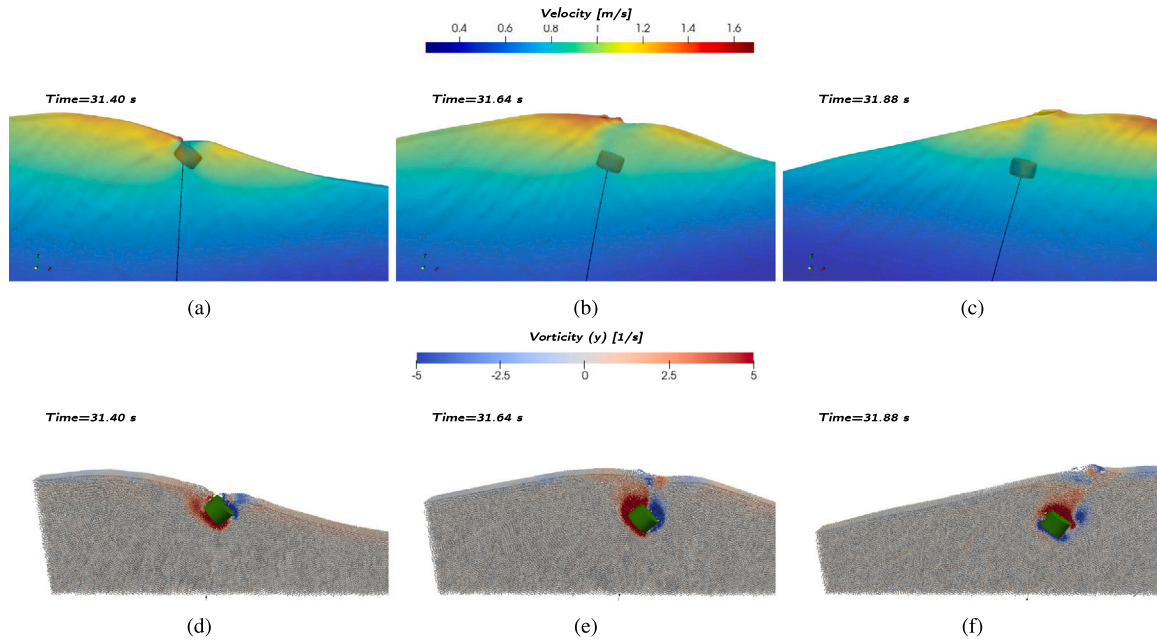 Velocity [m/s]
0.4 0.6 0.8 1 1.2 1.4 1.6
Time=31.40 s
Time=31.64 s
Time=31.88 s
(a)
(b)
(c)
Vorticity (y) [1/s]
-5 -2.5 0 2.5 5
Time=31.40 s
Time=31.64 s
Time=31.88 s
(d)
(e)
(f)